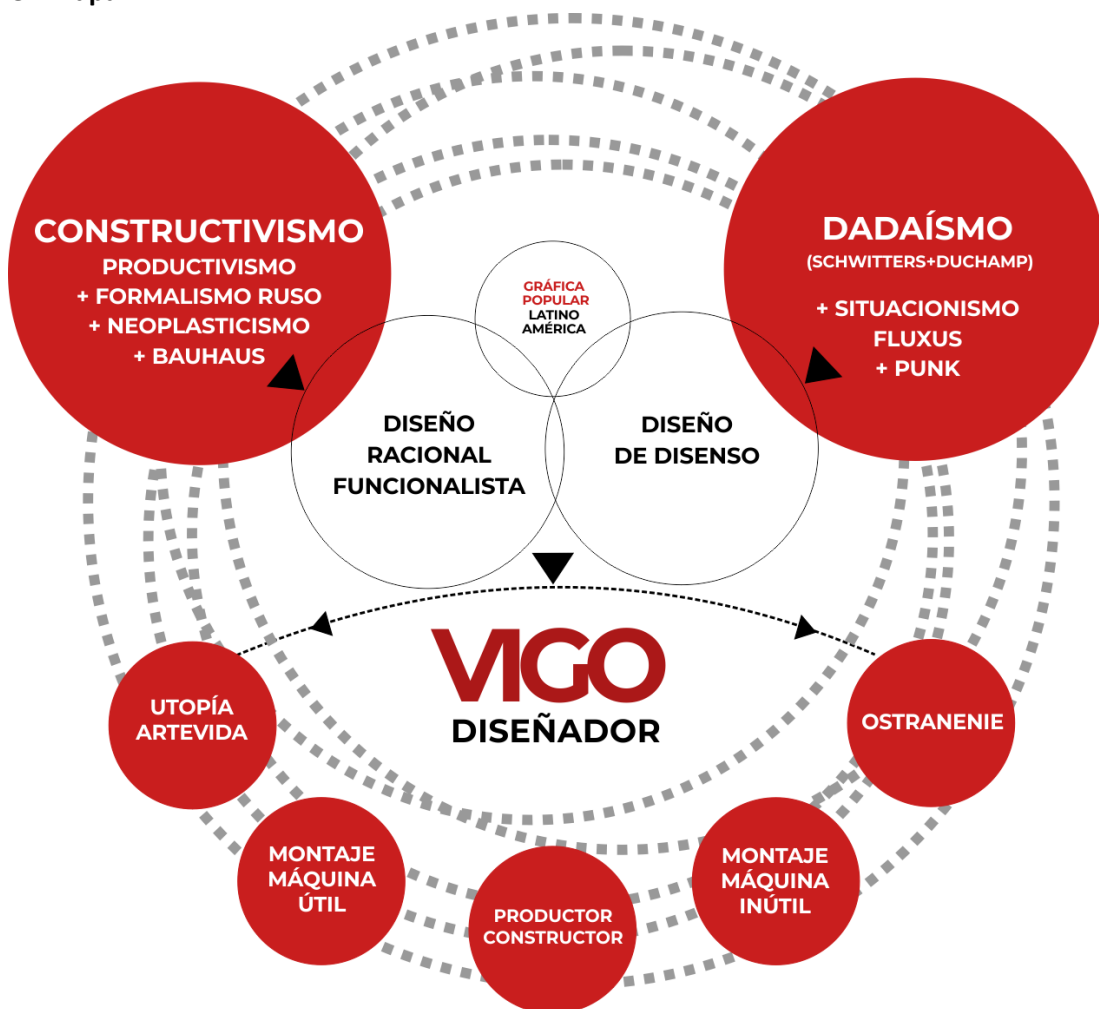 CONSTRUCTIVISMO
PRODUCTIVISMO
+ FORMALISMO RUSO
+ NEOPLASTICISMO
+ BAUHAUS
DADAÍSMO
(SCHWITTERS+DUCHAMP)
+ SITUACIONISMO
FLUXUS
+ PUNK
GRÁFICA
POPULAR
LATINO
AMÉRICA
DISEÑO
RACIONAL
FUNCIONALISTA
DISEÑO
DE DISENSO
VIGO
DISEÑADOR
UTOPÍA
ARTEVIDA
MONTAJE
MÁQUINA
ÚTIL
PRODUCTOR
CONSTRUCTOR
MONTAJE
MÁQUINA
INÚTIL
OSTRANENIE